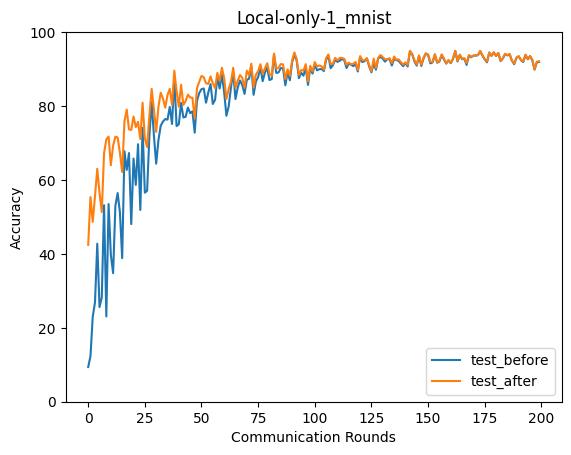 Local-only-1_mnist
Accuracy
100
80
60
40
20
0
0 25 50 75 100 125 150 175 200
Communication Rounds
test_before
test_after